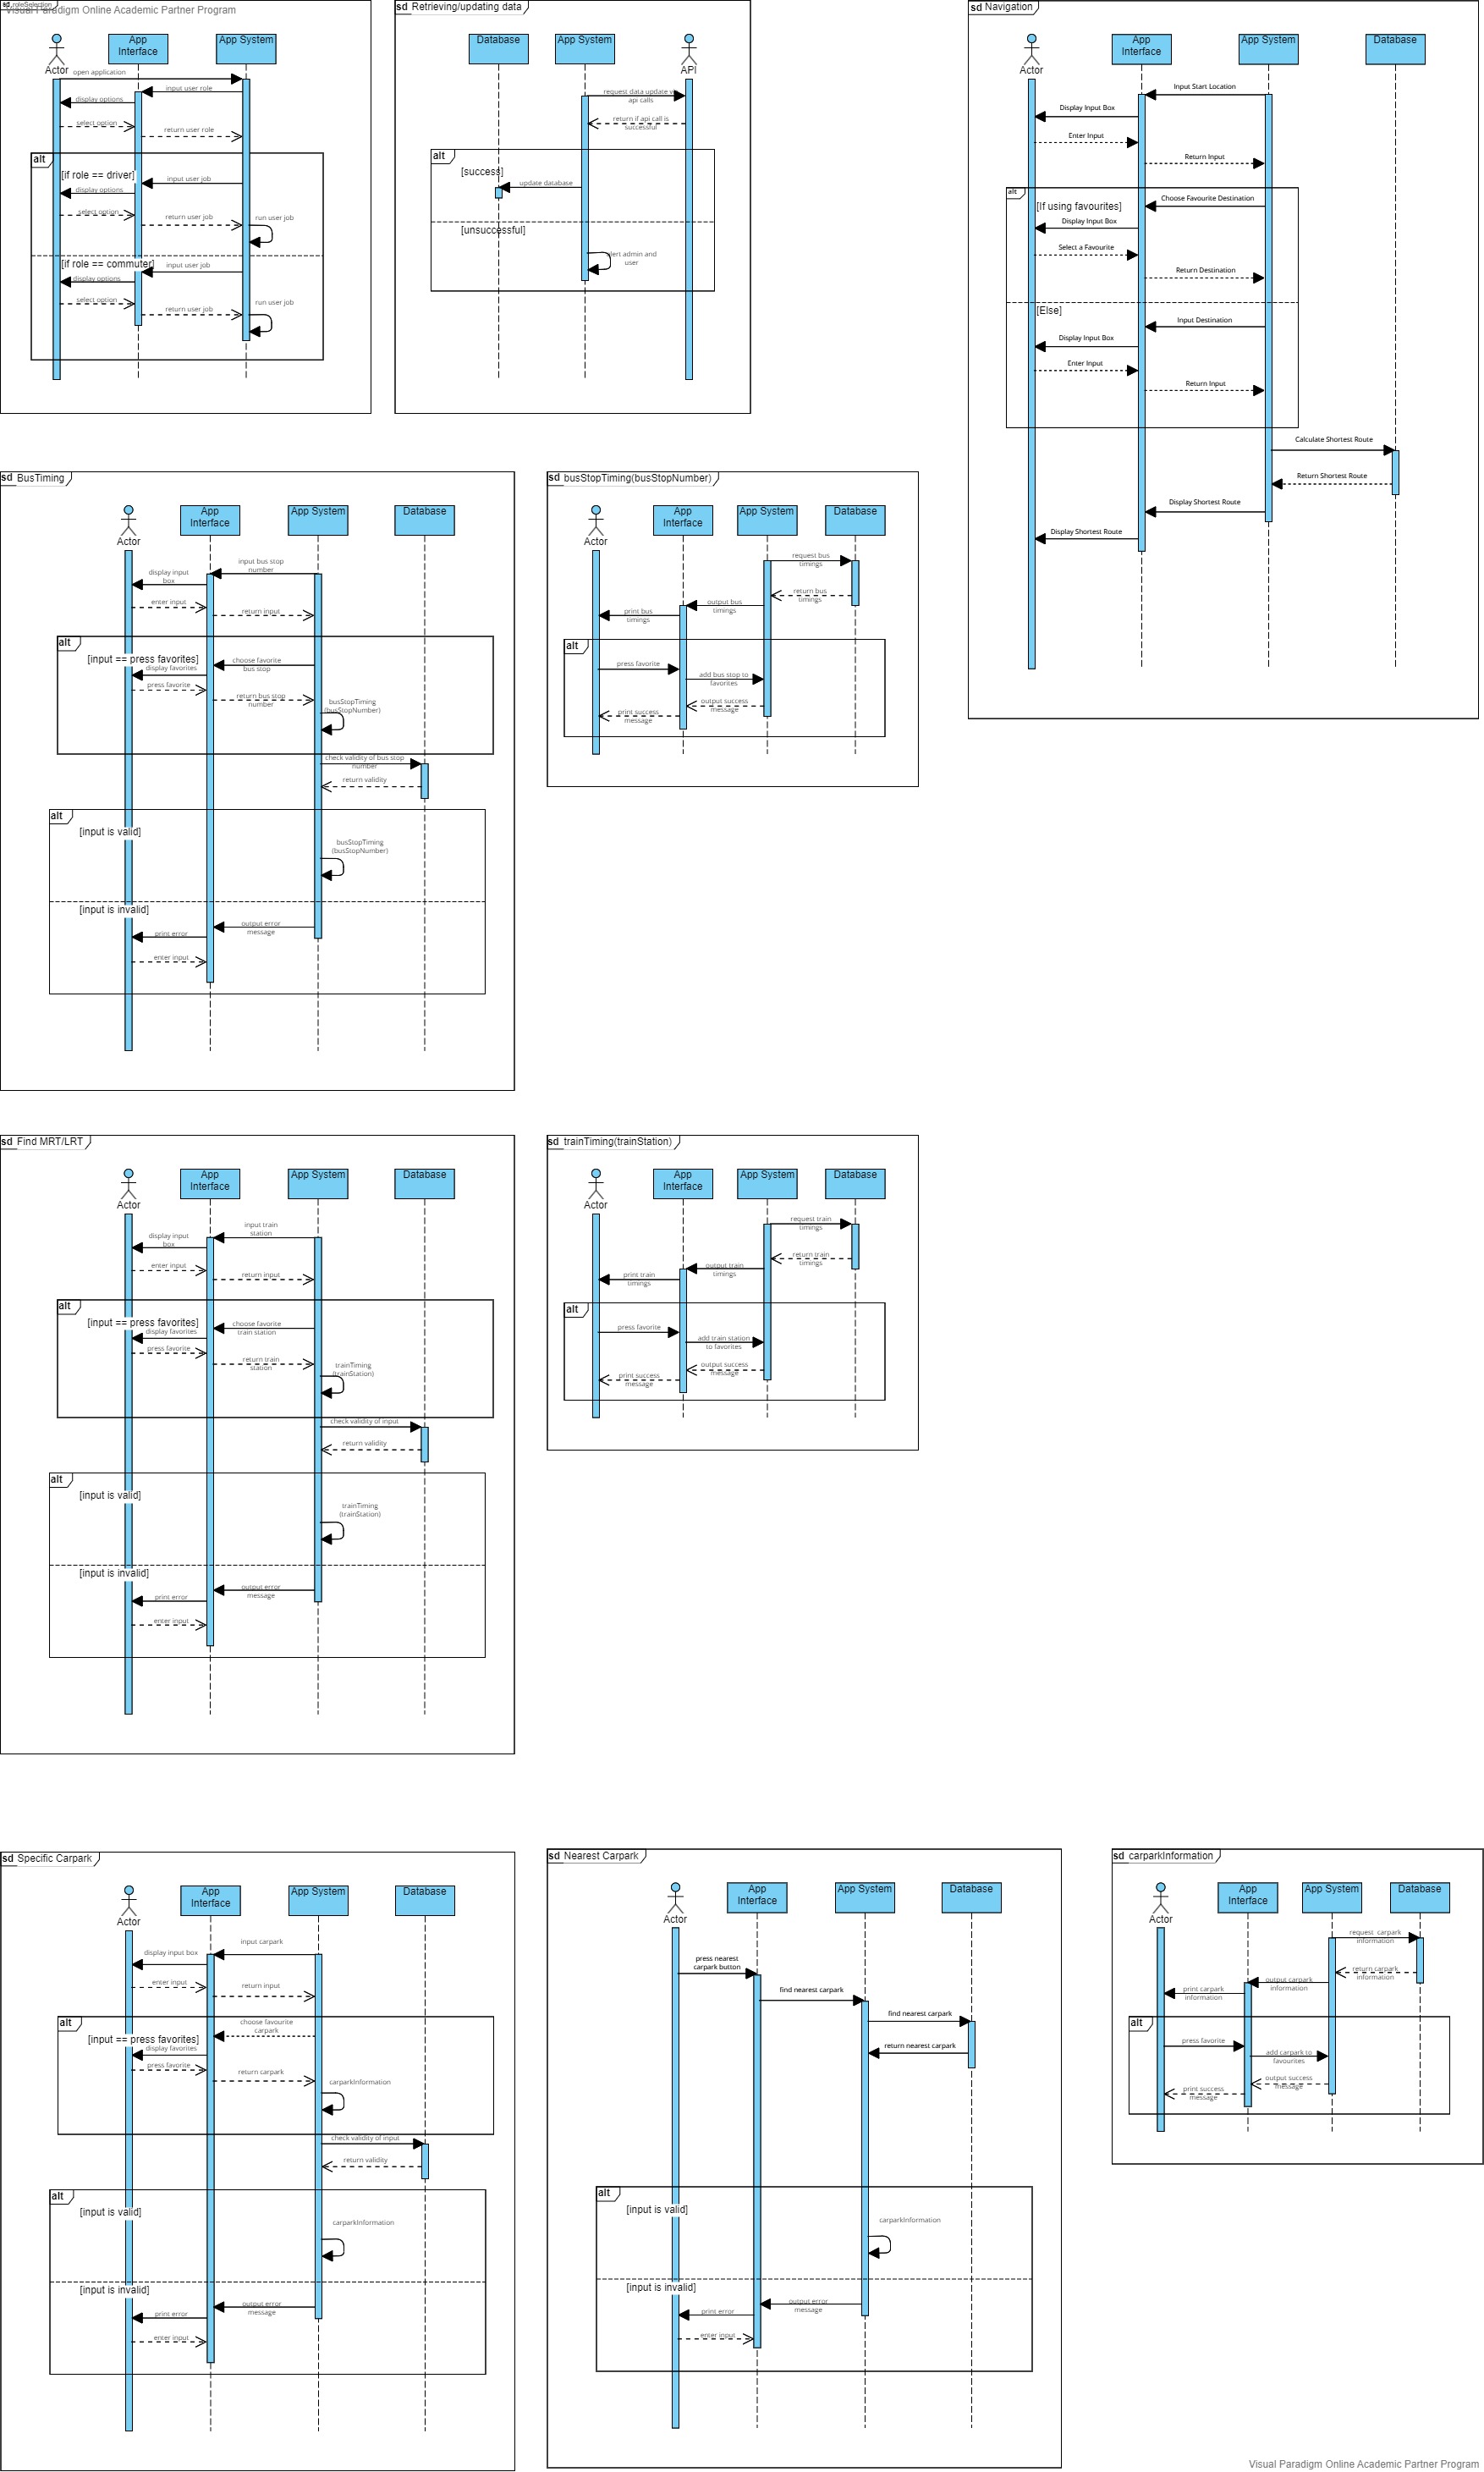 sd roleSelection
Visual Paradigm Online Academic Partner Program
Actor
App
Interface
App System
open application
input user role
display options
select option
return user role
alt
[if role == driver]
input user job
display options
select option
return user job
run user job
[if role == commuter]
input user job
display options
select option
return user job
run user job
sd Retrieving/updating data
Database
App System
API
request data update
api calls
return if api call is
successful
alt
[success]
update database
[unsuccessful]
alert admin and
user
sd Navigation
Actor
App
Interface
App System
Database
Input Start Location
Display Input Box
Enter Input
Return Input
alt
[If using favourites]
Choose Favourite Destination
Display Input Box
Select a Favourite
Return Destination
[Else]
Input Destination
Display Input Box
Enter Input
Return Input
Calculate Shortest Route
Return Shortest Route
Display Shortest Route
Display Shortest Route
sd BusTiming
Actor
App
Interface
App System
Database
input bus stop
number
display input
box
enter input
return input
alt
[input == press favorites]
choose favorite
bus stop
display favorites
press favorite
return bus stop
number
busStopTiming
(busStopNumber)
check validity of bus stop
number
return validity
alt
[input is valid]
busStopTiming
(busStopNumber)
[input is invalid]
output error
message
print error
enter input
sd busStopTiming(busStopNumber)
Actor
App
Interface
App System
Database
request bus
timings
return bus
timings
output bus
timings
print bus
timings
alt
press favorite
add bus stop to
favorites
output success
message
print success
message
sd Find MRT/LRT
Actor
App
Interface
App System
Database
input train
station
display input
box
enter input
return input
alt
[input == press favorites]
choose favorite
train station
display favorites
press favorite
return train
station
trainTiming
(trainStation)
check validity of input
return validity
alt
[input is valid]
trainTiming
(trainStation)
[input is invalid]
output error
message
print error
enter input
sd trainTiming(trainStation)
Actor
App
Interface
App System
Database
request train
timings
return train
timings
output train
timings
print train
timings
alt
press favorite
add train station
to favorites
output success
message
print success
message
sd Specific Carpark
Actor
App
Interface
App System
Database
input carpark
display input box
enter input
return input
alt
[input == press favorites]
choose favourite
carpark
display favorites
press favorite
return carpark
carparkInformation
check validity of input
return validity
alt
[input is valid]
carparkInformation
[input is invalid]
output error
message
print error
enter input
sd Nearest Carpark
Actor
App
Interface
App System
Database
press nearest
carpark button
find nearest carpark
find nearest carpark
return nearest carpark
alt
[input is valid]
carparkInformation
[input is invalid]
output error
message
print error
enter input
sd carparkInformation
Actor
App
Interface
App System
Database
request carpark
information
return carpark
information
output carpark
information
print carpark
information
alt
press favorite
add carpark to
favourites
output success
message
print success
message
Visual Paradigm Online Academic Partner Program